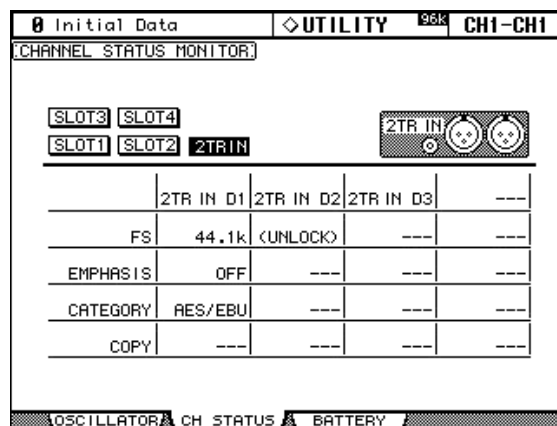 0 Initial Data ◇UTILITY 96k CH1-CH1
CHANNEL STATUS MONITOR
SLOT3 SLOT4
SLOT1 SLOT2 2TRIN
2TR IN
2TR IN D1 2TR IN D2 2TR IN D3 ---
FS 44.1k (UNLOCK) --- ---
EMPHASIS OFF --- --- ---
CATEGORY AES/EBU --- --- ---
COPY --- --- --- ---
OSCILLATOR CH STATUS BATTERY